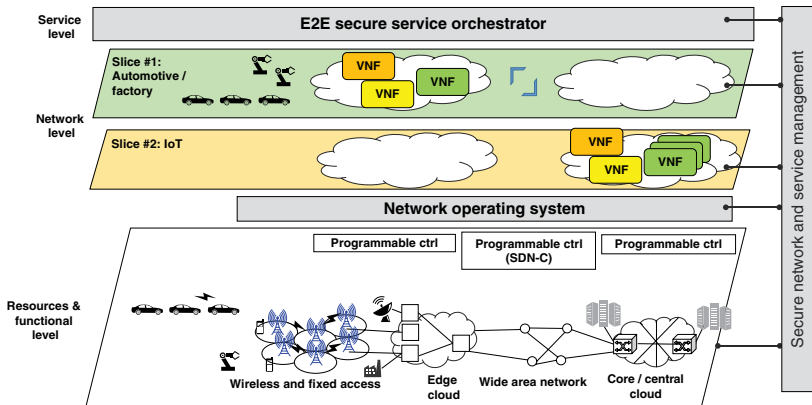 Service
level
E2E secure service orchestrator
Slice #1:
Automotive /
factory
VNF
VNF
VNF
Network
level
Slice #2: IoT
VNF
VNF
VNF
Network operating system
Programmable ctrl
Programmable ctrl
(SDN-C)
Programmable ctrl
Resources &
functional
level
Wireless and fixed access
Edge
cloud
Wide area network
Core / central
cloud
Secure network and service management